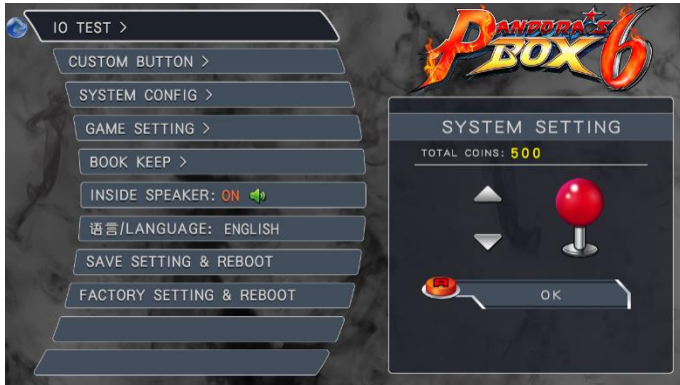 IO TEST >
CUSTOM BUTTON >
SYSTEM CONFIG >
GAME SETTING >
BOOK KEEP >
INSIDE SPEAKER: ON
语言/LANGUAGE: ENGLISH
SAVE SETTING & REBOOT
FACTORY SETTING & REBOOT
PANDORA'S
BOX 6
SYSTEM SETTING
TOTAL COINS: 500
A
OK